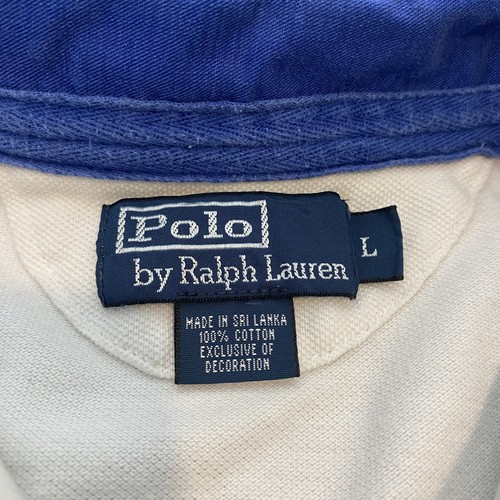 Polo
by Ralph Lauren
L
MADE IN SRI LANKA
100% COTTON
EXCLUSIVE OF
DECORATION